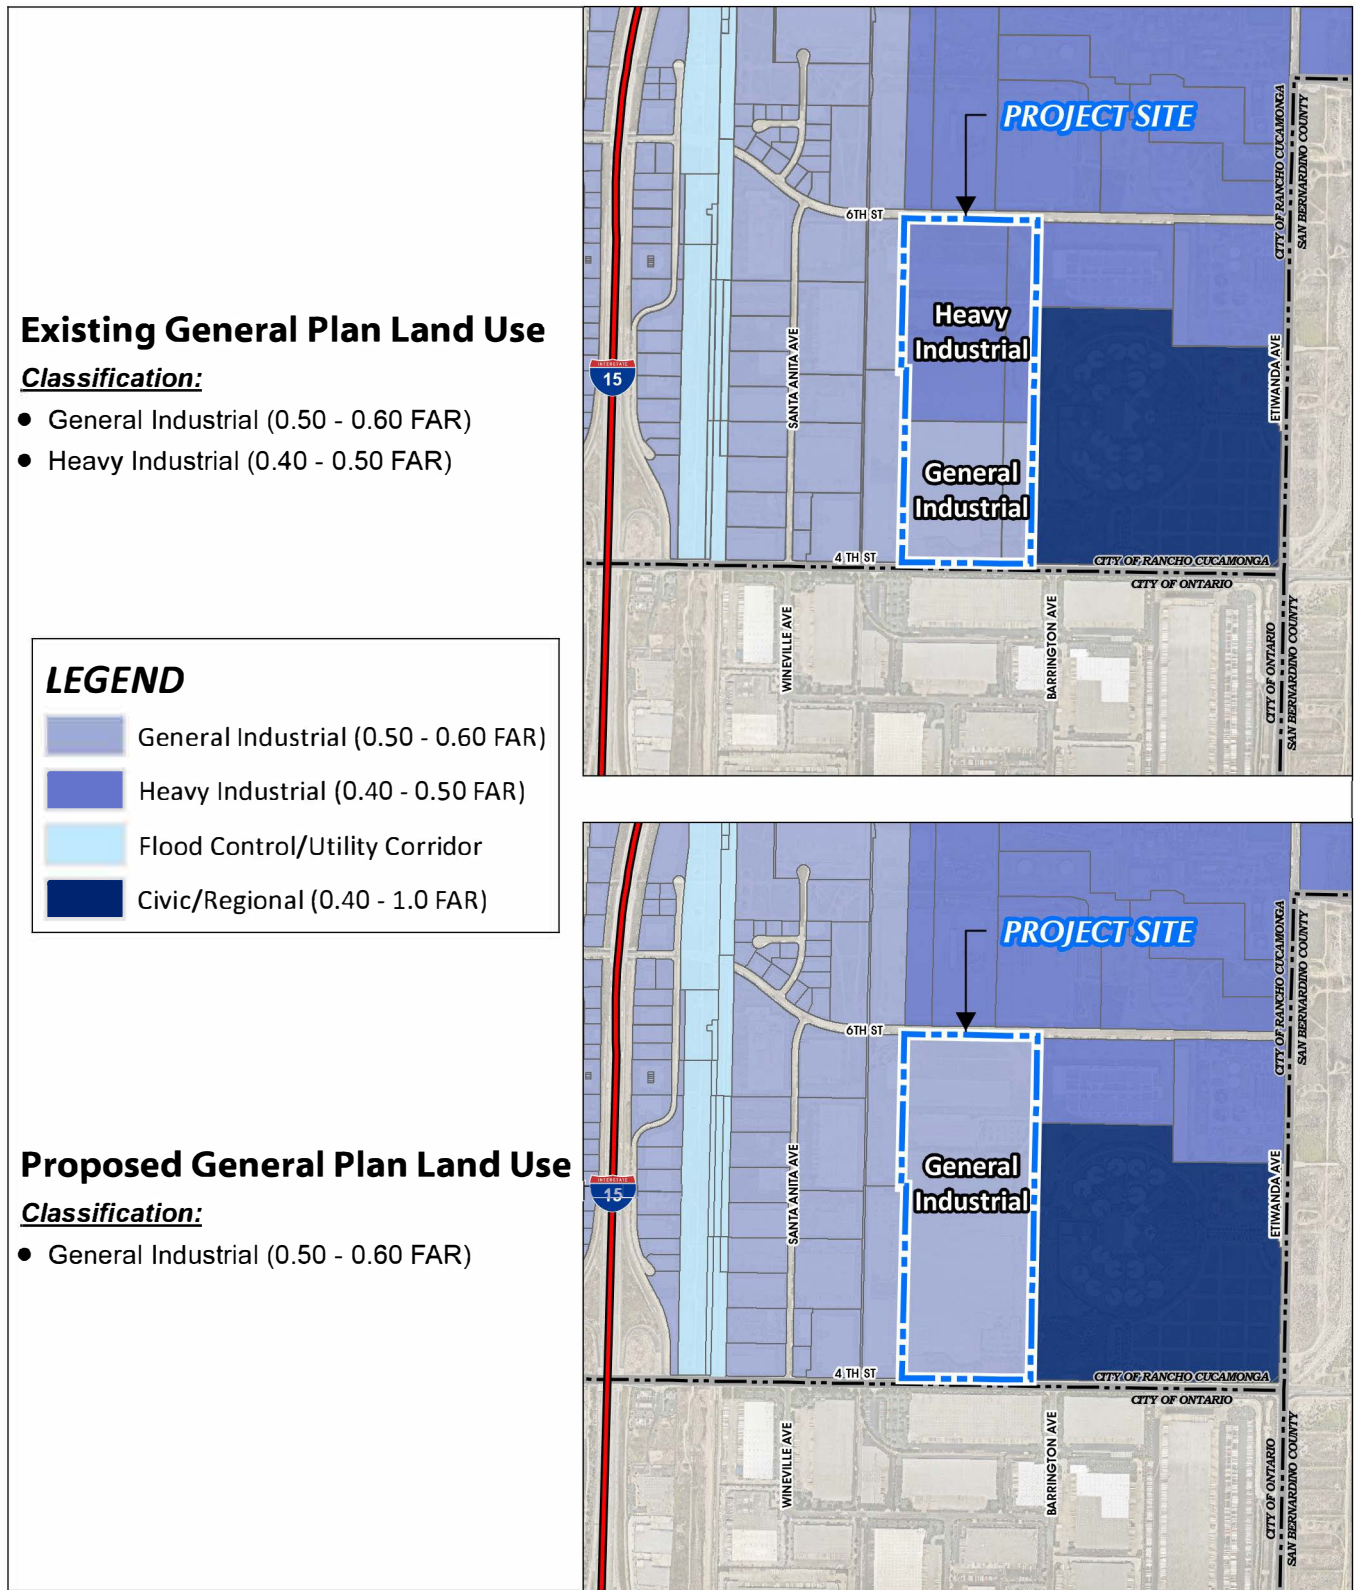 Existing General Plan Land Use
Classification:
● General Industrial (0.50 - 0.60 FAR)
● Heavy Industrial (0.40 - 0.50 FAR)
LEGEND
General Industrial (0.50 - 0.60 FAR)
Heavy Industrial (0.40 - 0.50 FAR)
Flood Control/Utility Corridor
Civic/Regional (0.40 - 1.0 FAR)
PROJECT SITE
6TH ST
Heavy
Industrial
General
Industrial
INTERSTATE
15
SANTA ANITA AVE
ETIWANDA AVE
CITY OF RANCHO CUCAMONGA
SAN BERNARDINO COUNTY
4 TH ST
CITY OF RANCHO CUCAMONGA
CITY OF ONTARIO
WINEVILLE AVE
BARRINGTON AVE
CITY OF ONTARIO
SAN BERNARDINO COUNTY
Proposed General Plan Land Use
Classification:
● General Industrial (0.50 - 0.60 FAR)
PROJECT SITE
6TH ST
General
Industrial
INTERSTATE
15
SANTA ANITA AVE
ETIWANDA AVE
CITY OF RANCHO CUCAMONGA
SAN BERNARDINO COUNTY
4 TH ST
CITY OF RANCHO CUCAMONGA
CITY OF ONTARIO
WINEVILLE AVE
BARRINGTON AVE
CITY OF ONTARIO
SAN BERNARDINO COUNTY